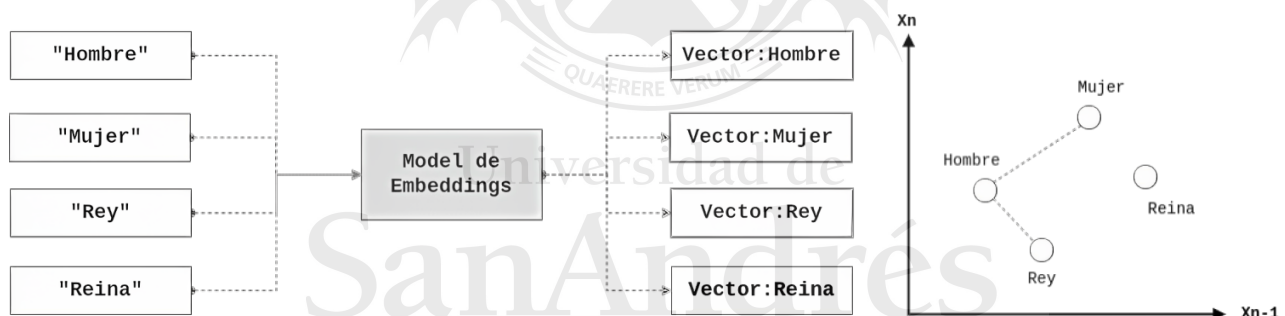 "Hombre"
"Mujer"
"Rey"
"Reina"
Model de
Embeddings
Vector:Hombre
Vector:Mujer
Vector:Rey
Vector:Reina
Xn
Mujer
Hombre
Reina
Rey
Xn-1
QUAERERE VERUM
Universidad de
SanAndrés